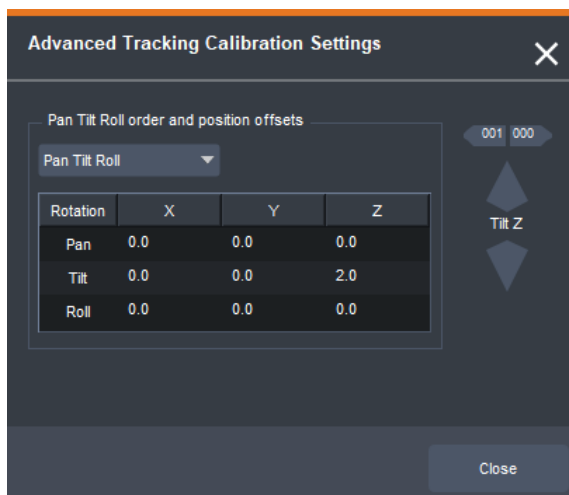 Advanced Tracking Calibration Settings
Pan Tilt Roll order and position offsets
001 000
Pan Tilt Roll
Rotation X Y Z
Tilt Z
Pan 0.0 0.0 0.0
Tilt 0.0 0.0 2.0
Roll 0.0 0.0 0.0
Close